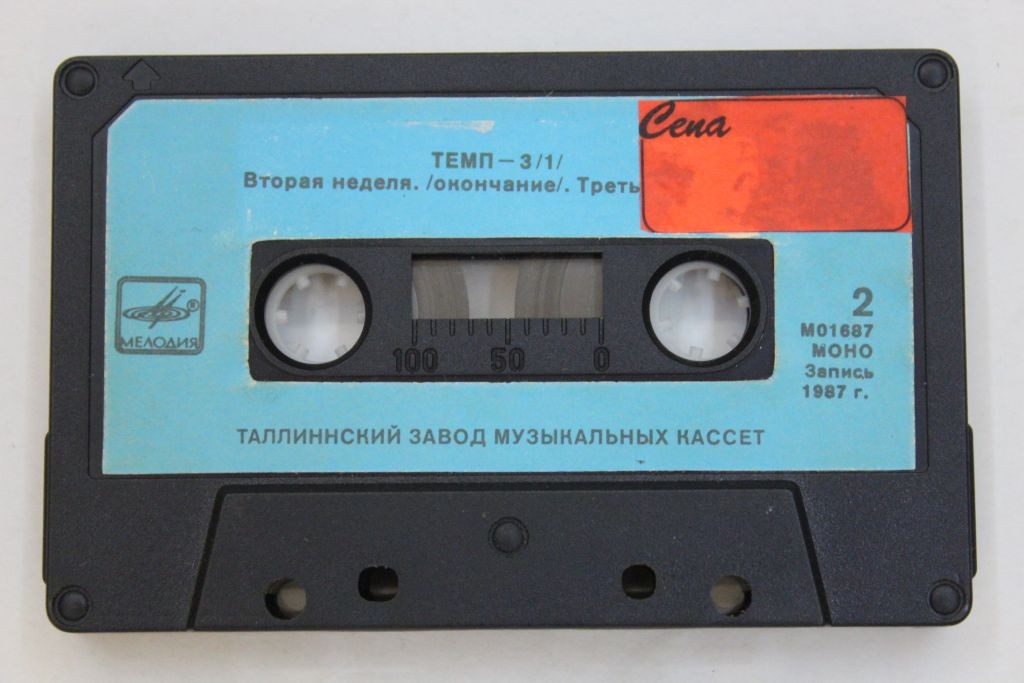 Cena
ТЕМП — 3/1/
Вторая неделя. /окончание/. Треть
МЕЛОДИЯ ®
100 50 0
2
М01687
МОНО
Запись
1987 г.
ТАЛЛИННСКИЙ ЗАВОД МУЗЫКАЛЬНЫХ КАССЕТ